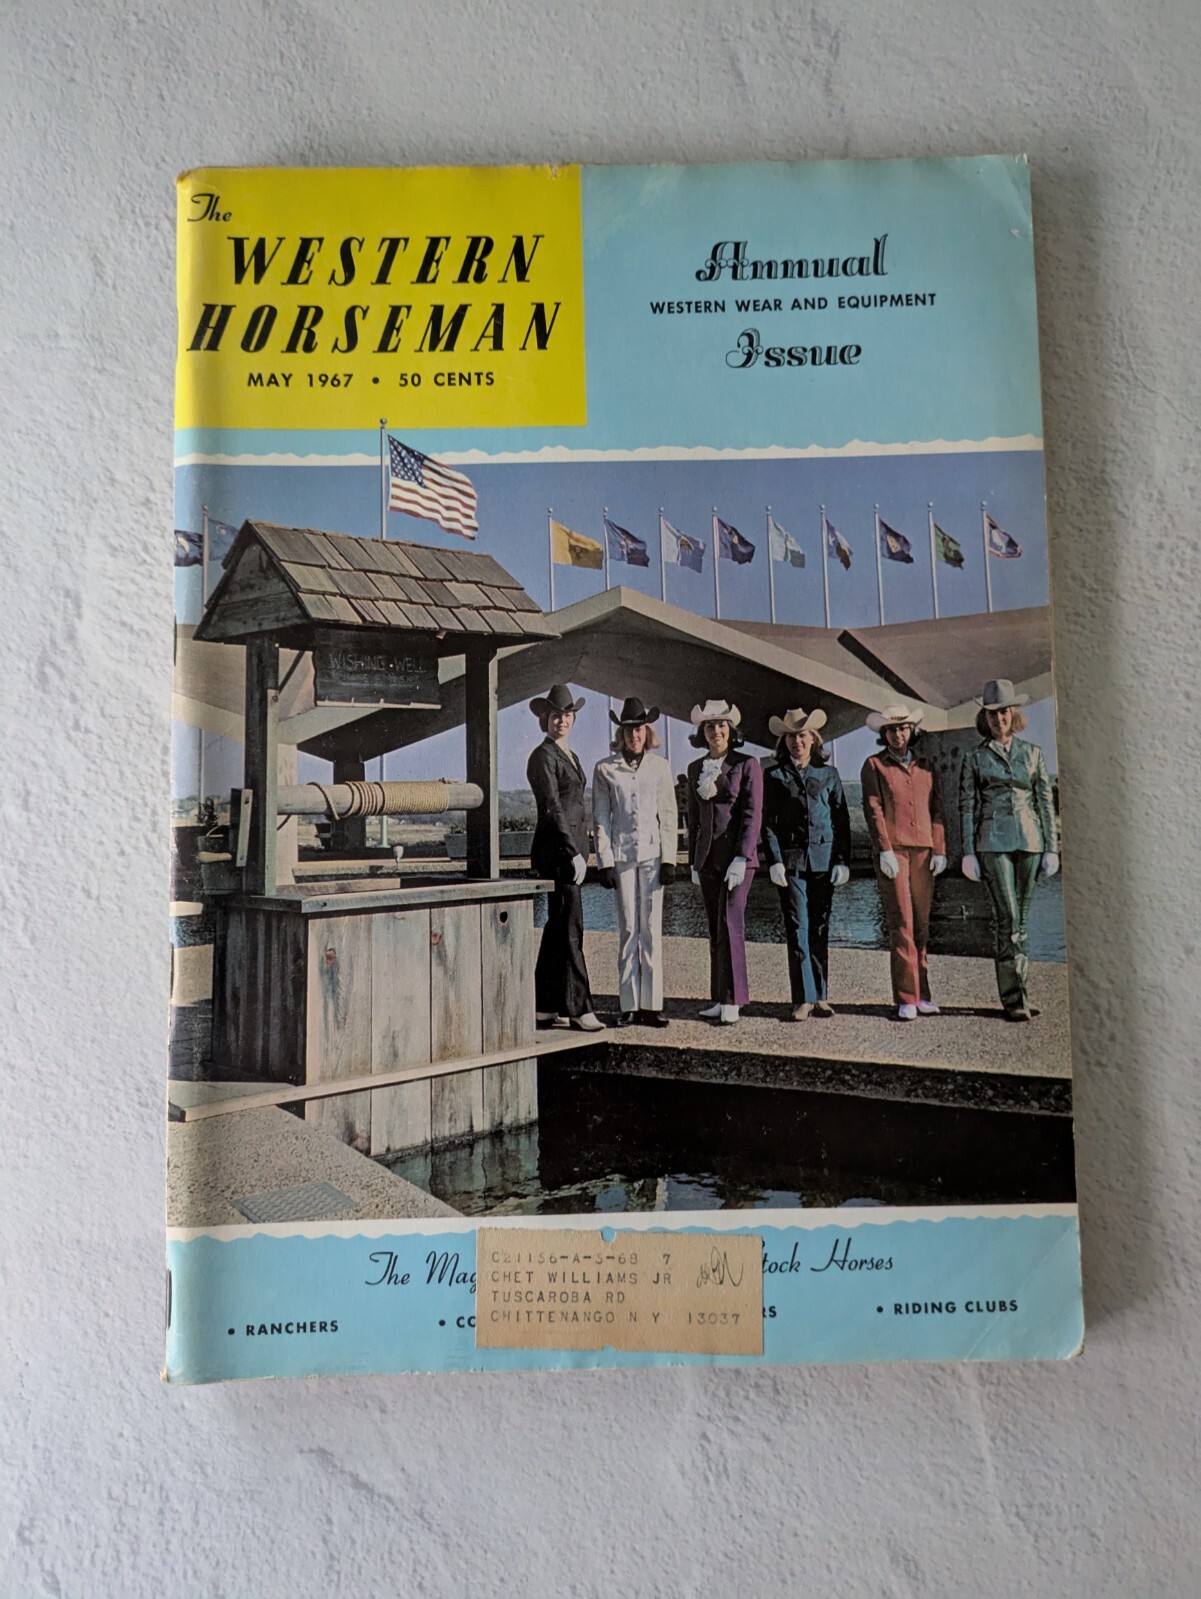 The
WESTERN
HORSEMAN
MAY 1967 • 50 CENTS
Annual
WESTERN WEAR AND EQUIPMENT
Issue
WISHING • WELL
The Mag
tock Horses
C21156-A-5-68 7
CHET WILLIAMS JR
TUSCAROBA RD
CHITTENANGO N Y 13037
• RANCHERS
• CO
RS
• RIDING CLUBS